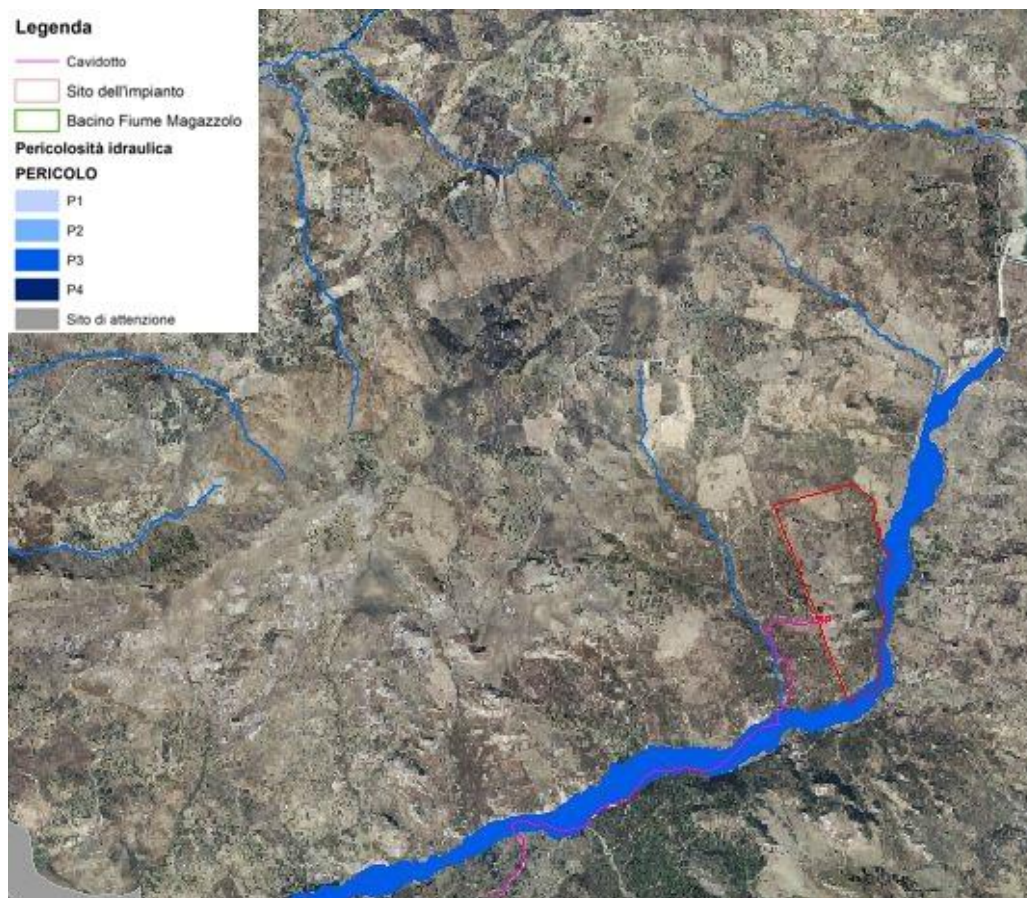 Legenda
Cavidotto
Sito dell'impianto
Bacino Fiume Magazzolo
Pericolosità idraulica
PERICOLO
P1
P2
P3
P4
Sito di attenzione